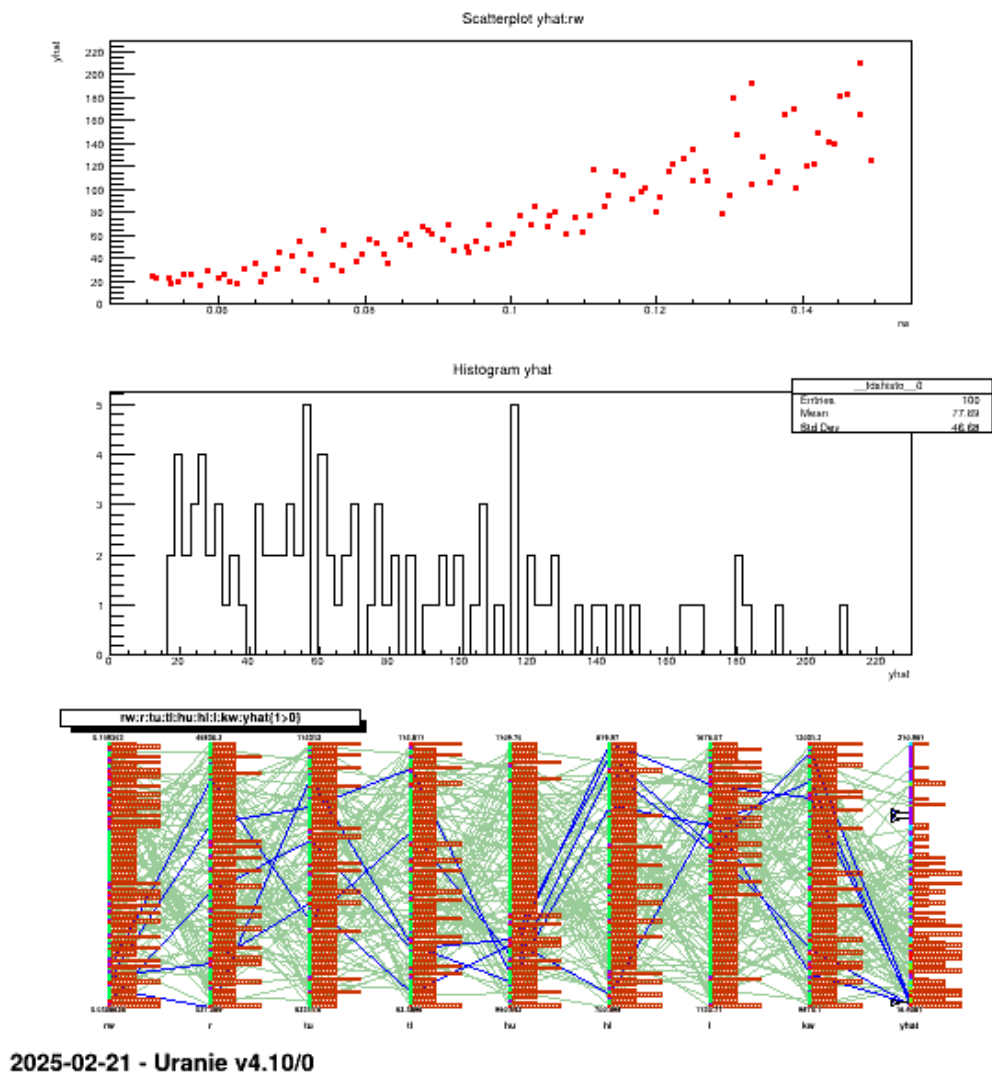 Scatterplot yhat:rw
yhat
220
200
180
160
140
120
100
80
60
40
20
0
0.06
0.08
0.1
0.12
0.14
rw
Histogram yhat
Entries 100
Mean 77.89
Std Dev 46.68
5
4
3
2
1
0
0 20 40 60 80 100 120 140 160 180 200 220
yhat
rw:r:tu:tl:hu:hl:l:kw:yhat{1>0}
rw r tu tl hu hl l kw yhat
2025-02-21 - Uranie v4.10/0